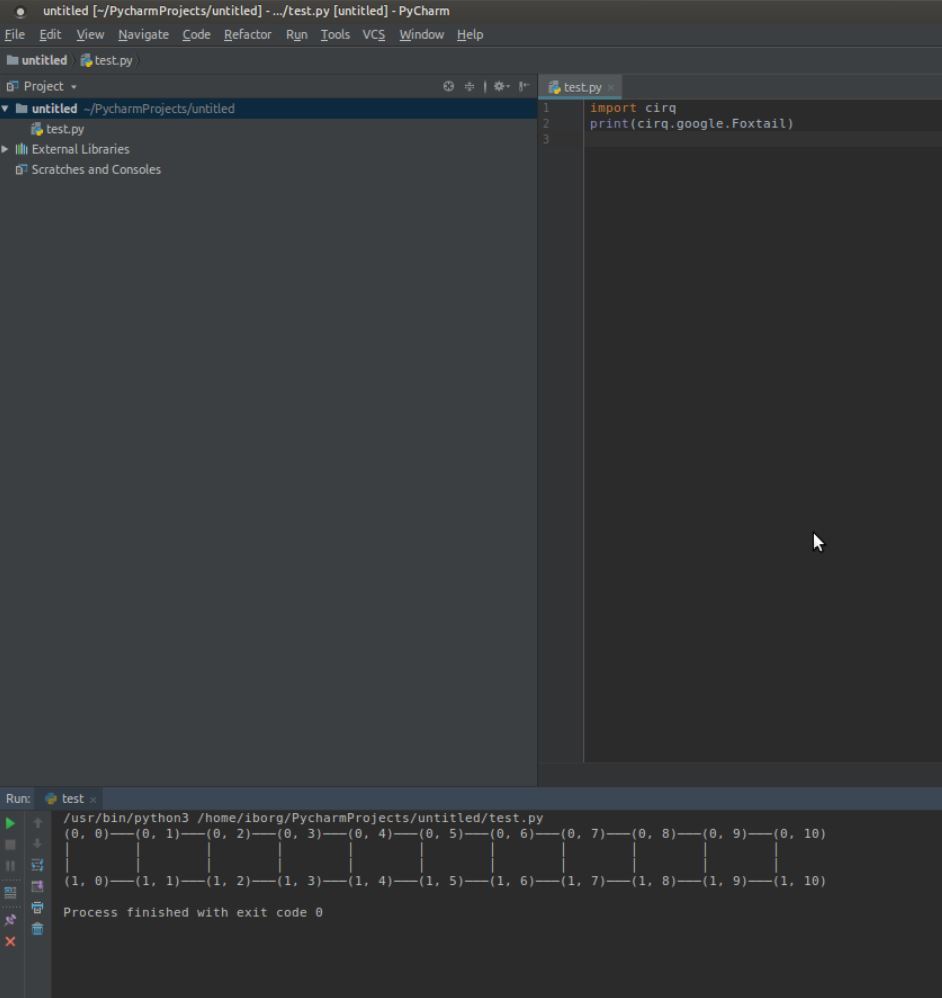 untitled [~/PycharmProjects/untitled] - .../test.py [untitled] - PyCharm
File Edit View Navigate Code Refactor Run Tools VCS Window Help
untitled test.py
Project
test.py
untitled ~/PycharmProjects/untitled
test.py
External Libraries
Scratches and Consoles
1 import cirq
2 print(cirq.google.Foxtail)
3
Run: test
/usr/bin/python3 /home/iborg/PycharmProjects/untitled/test.py
(0, 0)───(0, 1)───(0, 2)───(0, 3)───(0, 4)───(0, 5)───(0, 6)───(0, 7)───(0, 8)───(0, 9)───(0, 10)
│        │        │        │        │        │        │        │        │        │        │
│        │        │        │        │        │        │        │        │        │        │
(1, 0)───(1, 1)───(1, 2)───(1, 3)───(1, 4)───(1, 5)───(1, 6)───(1, 7)───(1, 8)───(1, 9)───(1, 10)
Process finished with exit code 0